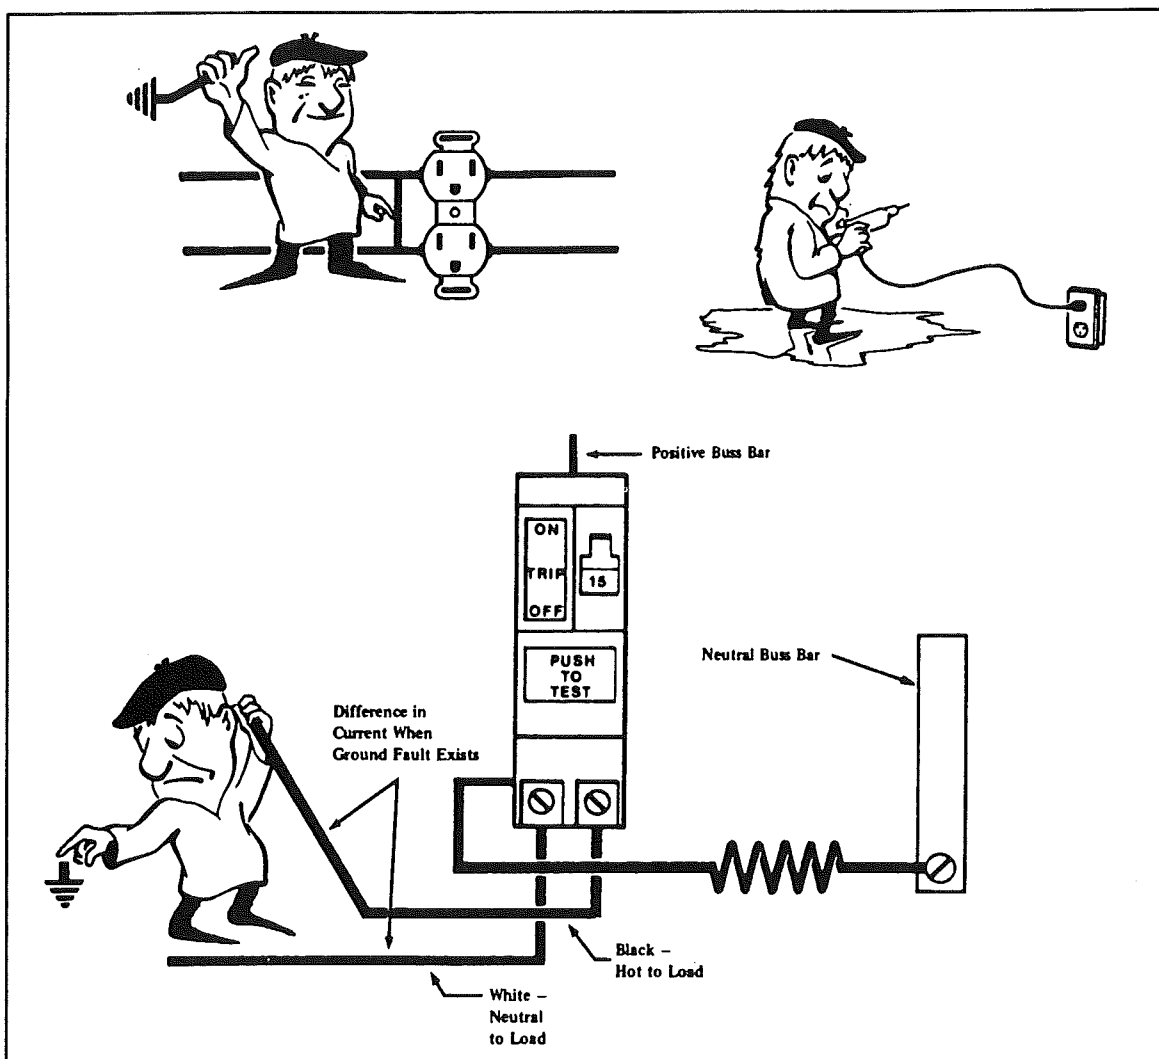 Positive Buss Bar
ON
TRIP
OFF
15
PUSH
TO
TEST
Neutral Buss Bar
Difference in
Current When
Ground Fault Exists
Black –
Hot to Load
White –
Neutral
to Load